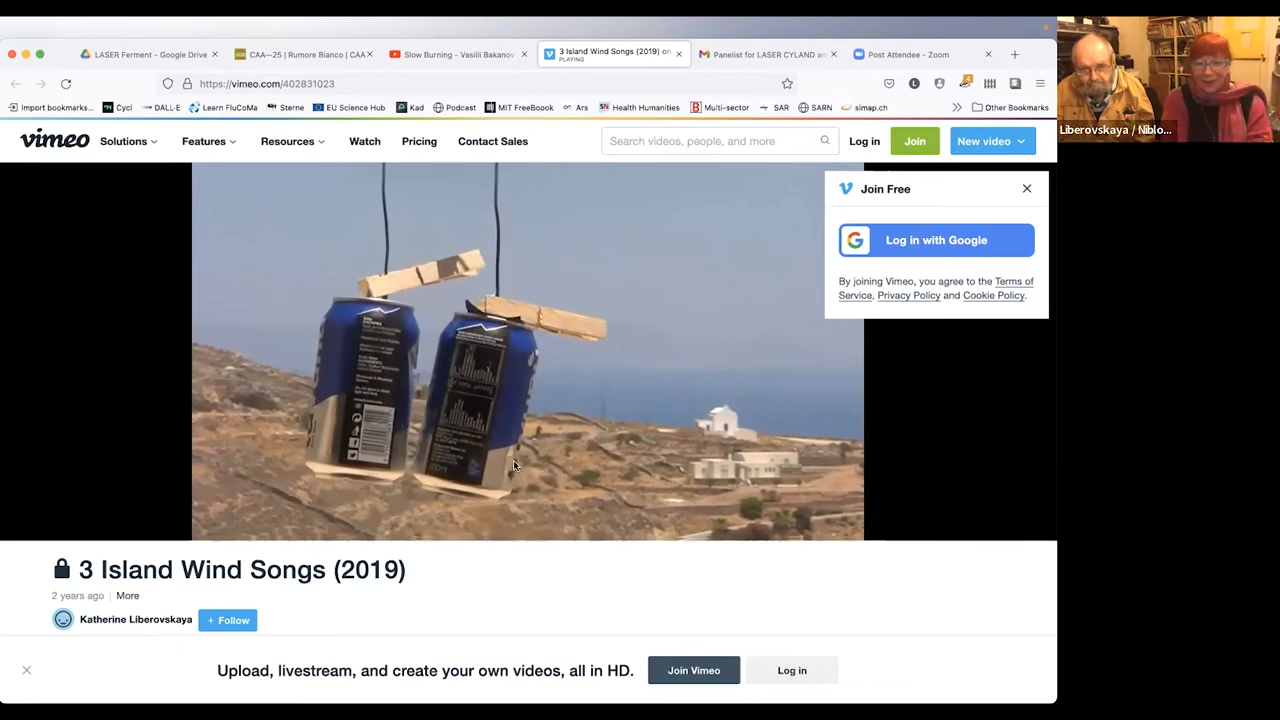 LASER Ferment - Google Drive
CAA—25 | Rumore Bianco | CAA
Slow Burning - Vasilii Bakanov
3 Island Wind Songs (2019) on
PLAYING
Panelist for LASER CYLAND an
Post Attendee - Zoom
https://vimeo.com/402831023
Import bookmarks... Cycl DALL-E Learn FluCoMa Sterne EU Science Hub Kad Podcast MIT FreeBoook Ars Health Humanities Multi-sector SAR SARN simap.ch Other Bookmarks
Liberovskaya / Niblo...
vimeo Solutions Features Resources Watch Pricing Contact Sales Search videos, people, and more Log in Join New video
Join Free
Log in with Google
By joining Vimeo, you agree to the Terms of
Service, Privacy Policy and Cookie Policy.
3 Island Wind Songs (2019)
2 years ago | More
Katherine Liberovskaya + Follow
Upload, livestream, and create your own videos, all in HD. Join Vimeo Log in